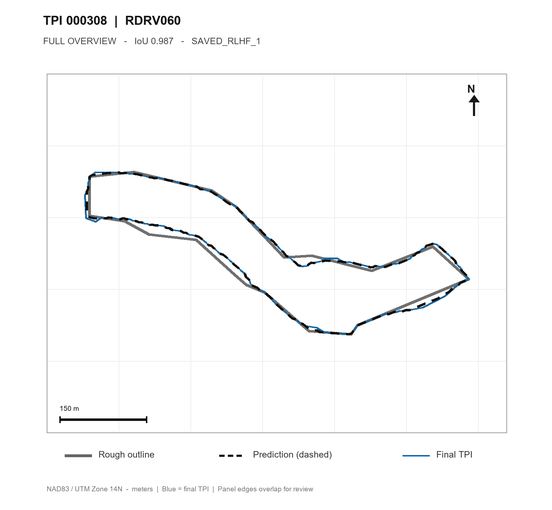 TPI 000308 | RDRV060
FULL OVERVIEW - IoU 0.987 - SAVED_RLHF_1
N
150 m
Rough outline
Prediction (dashed)
Final TPI
NAD83 / UTM Zone 14N - meters | Blue = final TPI | Panel edges overlap for review